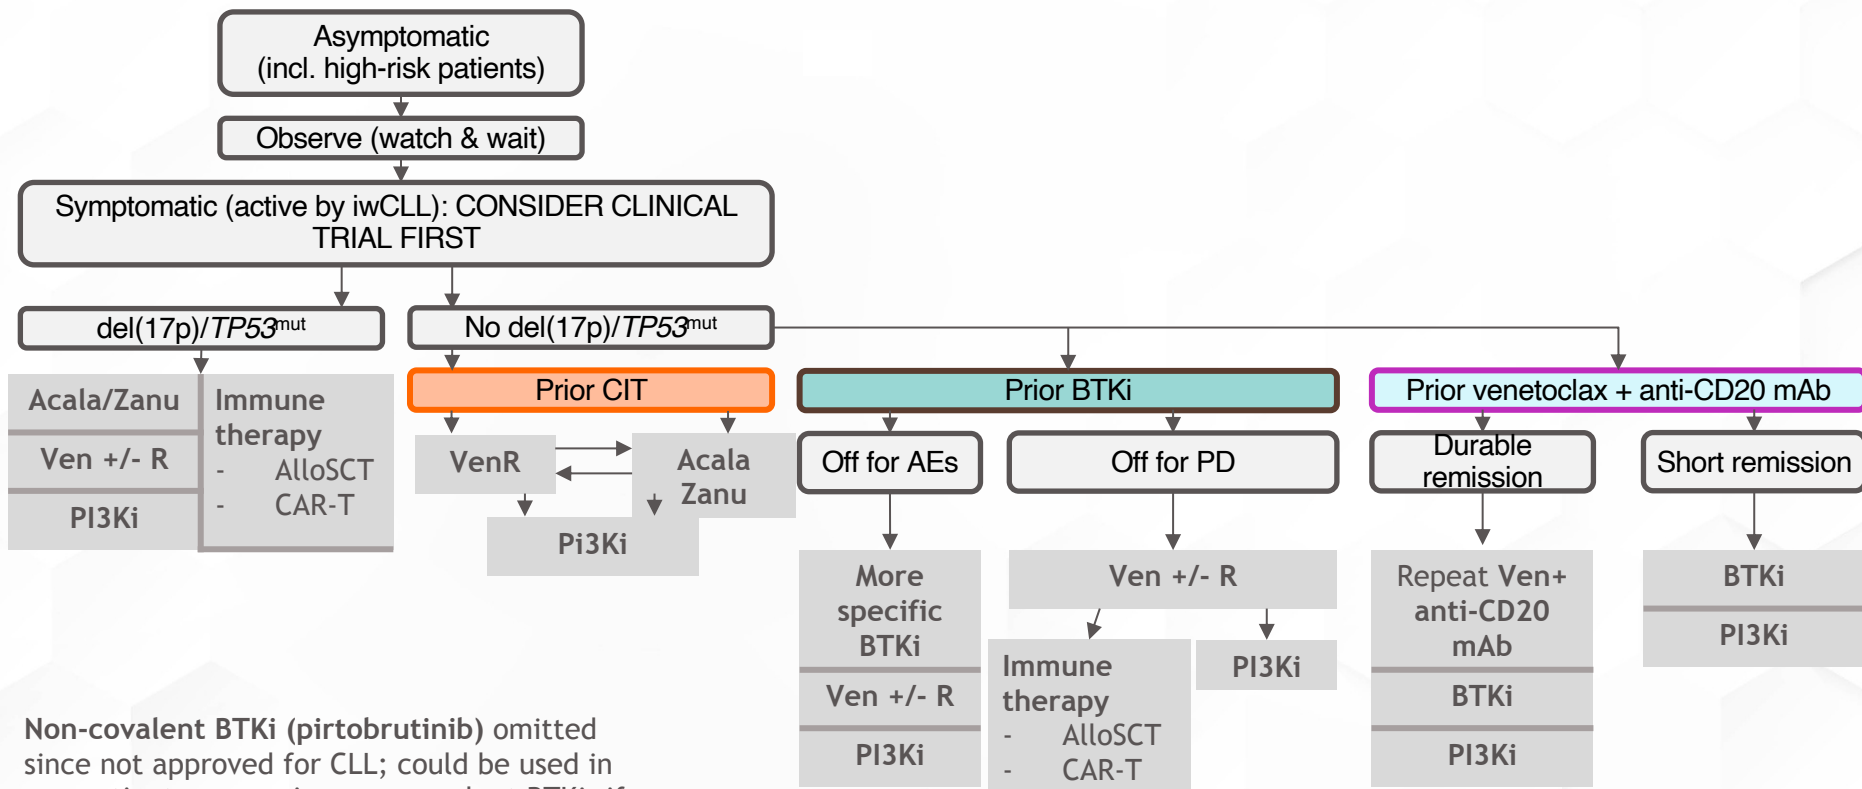 Asymptomatic
(incl. high-risk patients)
Observe (watch & wait)
Symptomatic (active by iwCLL): CONSIDER CLINICAL
TRIAL FIRST
del(17p)/TP53mut
No del(17p)/TP53mut
Acala/Zanu
Ven +/- R
PI3Ki
Immune
therapy
- AlloSCT
- CAR-T
Prior CIT
VenR
Acala
Zanu
Pi3Ki
Prior BTKi
Off for AEs
More
specific
BTKi
Ven +/- R
PI3Ki
Off for PD
Ven +/- R
Immune
therapy
- AlloSCT
- CAR-T
PI3Ki
Prior venetoclax + anti-CD20 mAb
Durable
remission
Repeat Ven+
anti-CD20
mAb
BTKi
PI3Ki
Short remission
BTKi
PI3Ki
Non-covalent BTKi (pirtobrutinib) omitted
since not approved for CLL; could be used in